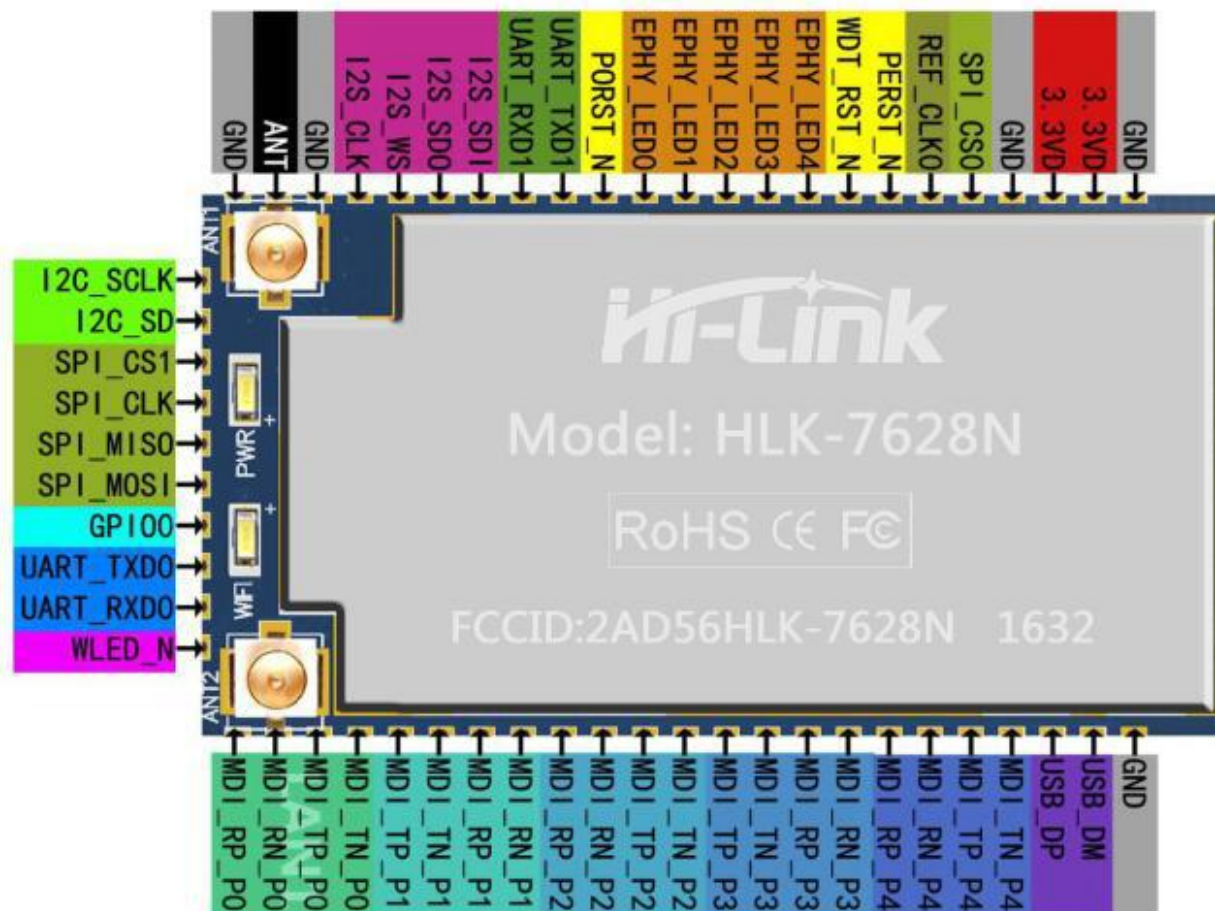 GND
ANT
GND
I2S_CLK
I2S_WS
I2S_SDO
I2S_SDI
UART_RXD1
UART_TXD1
PORST_N
EPHY_LED0
EPHY_LED1
EPHY_LED2
EPHY_LED3
EPHY_LED4
WDT_RST_N
PERST_N
REF_CLKO
SPI_CS0
GND
3.3VD
3.3VD
GND
I2C_SCLK
I2C_SD
SPI_CS1
SPI_CLK
SPI_MISO
SPI_MOSI
GPIO0
UART_TXD0
UART_RXD0
WLED_N
ANT1
PWR
+
WIFI
+
ANT2
Hi-Link
Model: HLK-7628N
RoHS CE FC
FCCID:2AD56HLK-7628N 1632
MDI_RP_P0
MDI_RN_P0
MDI_TP_P0
MDI_TN_P0
MDI_TP_P1
MDI_TN_P1
MDI_RP_P1
MDI_RN_P1
MDI_RP_P2
MDI_RN_P2
MDI_TP_P2
MDI_TN_P2
MDI_TP_P3
MDI_TN_P3
MDI_RP_P3
MDI_RN_P3
MDI_RP_P4
MDI_RN_P4
MDI_TP_P4
MDI_TN_P4
USB_DP
USB_DM
GND